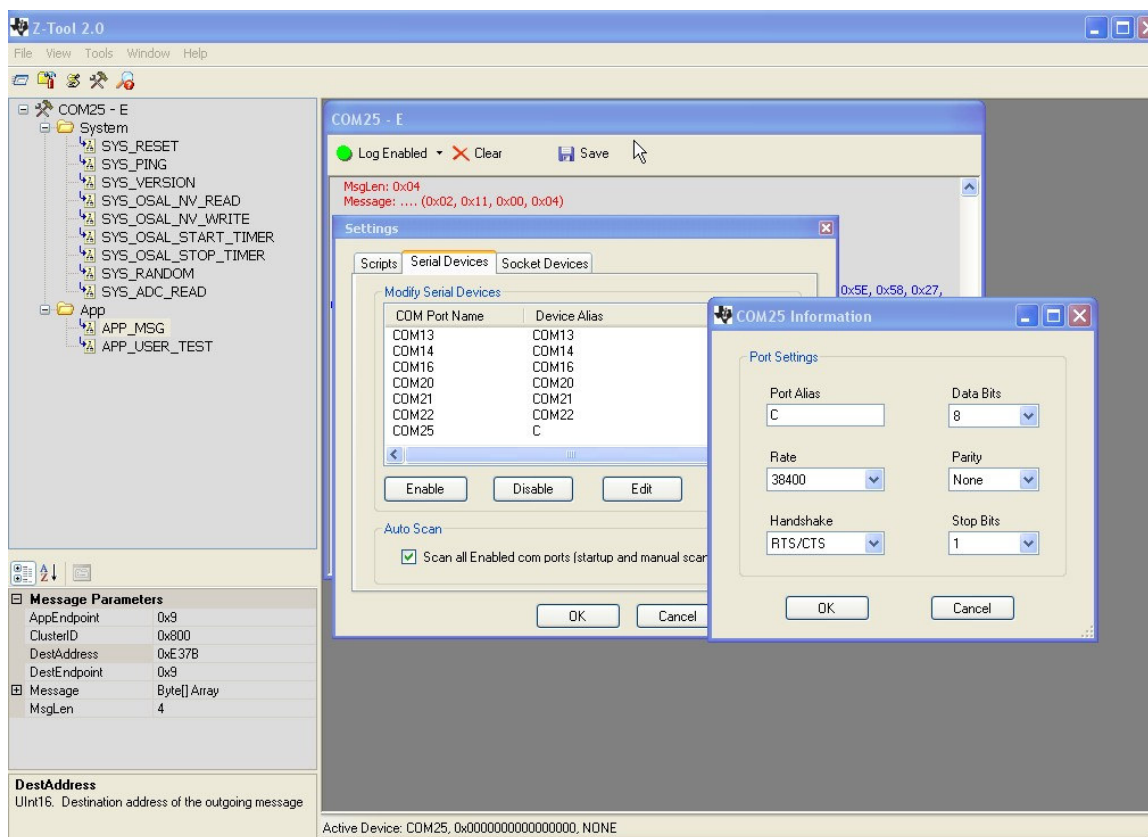 Z-Tool 2.0
File View Tools Window Help
COM25 - E
System
SYS_RESET
SYS_PING
SYS_VERSION
SYS_OSAL_NV_READ
SYS_OSAL_NV_WRITE
SYS_OSAL_START_TIMER
SYS_OSAL_STOP_TIMER
SYS_RANDOM
SYS_ADC_READ
App
APP_MSG
APP_USER_TEST
Message Parameters
AppEndpoint 0x9
ClusterID 0x800
DestAddress 0xE37B
DestEndpoint 0x9
Message Byte[] Array
MsgLen 4
DestAddress
UInt16. Destination address of the outgoing message
COM25 - E
Log Enabled Clear Save
MsgLen: 0x04
Message: .... (0x02, 0x11, 0x00, 0x04)
0x5E, 0x58, 0x27,
Settings
Scripts Serial Devices Socket Devices
Modify Serial Devices
COM Port Name Device Alias
COM13 COM13
COM14 COM14
COM16 COM16
COM20 COM20
COM21 COM21
COM22 COM22
COM25 C
Enable Disable Edit
Auto Scan
Scan all Enabled com ports (startup and manual scan
OK Cancel
COM25 Information
Port Settings
Port Alias Data Bits
C 8
Rate Parity
38400 None
Handshake Stop Bits
RTS/CTS 1
OK Cancel
Active Device: COM25, 0x0000000000000000, NONE